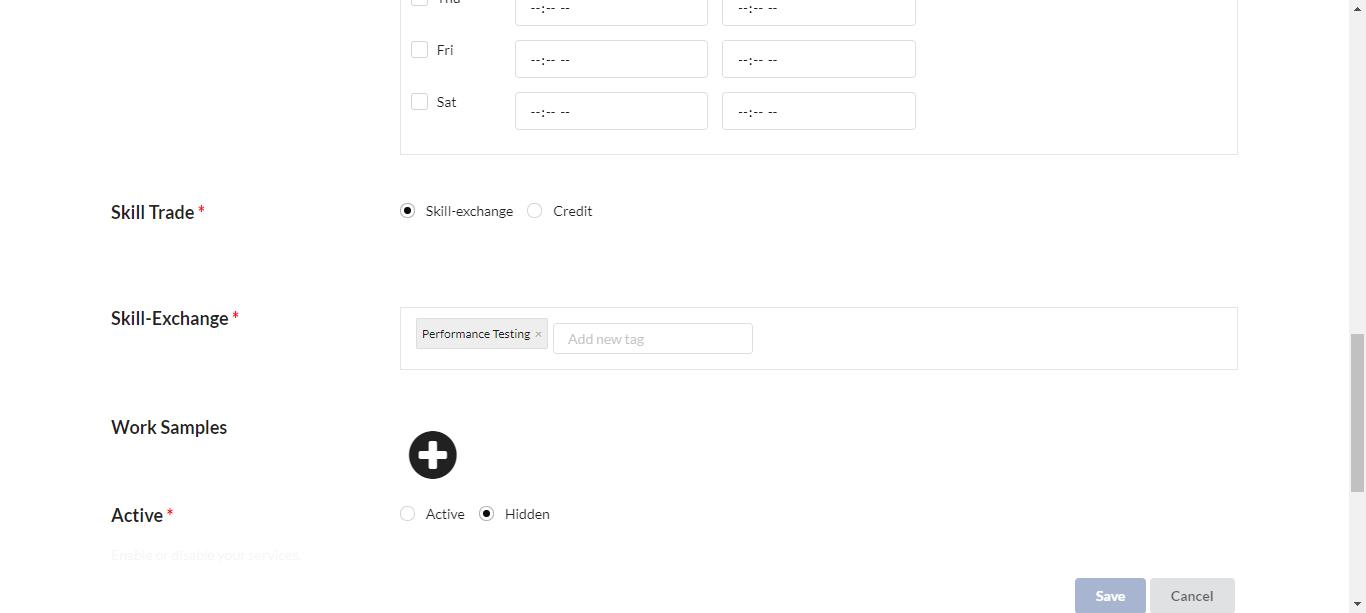 Thu --:-- -- --:-- --
Fri --:-- -- --:-- --
Sat --:-- -- --:-- --
Skill Trade * Skill-exchange Credit
Skill-Exchange * Performance Testing × Add new tag
Work Samples
Active * Active Hidden
Enable or disable your services.
Save Cancel